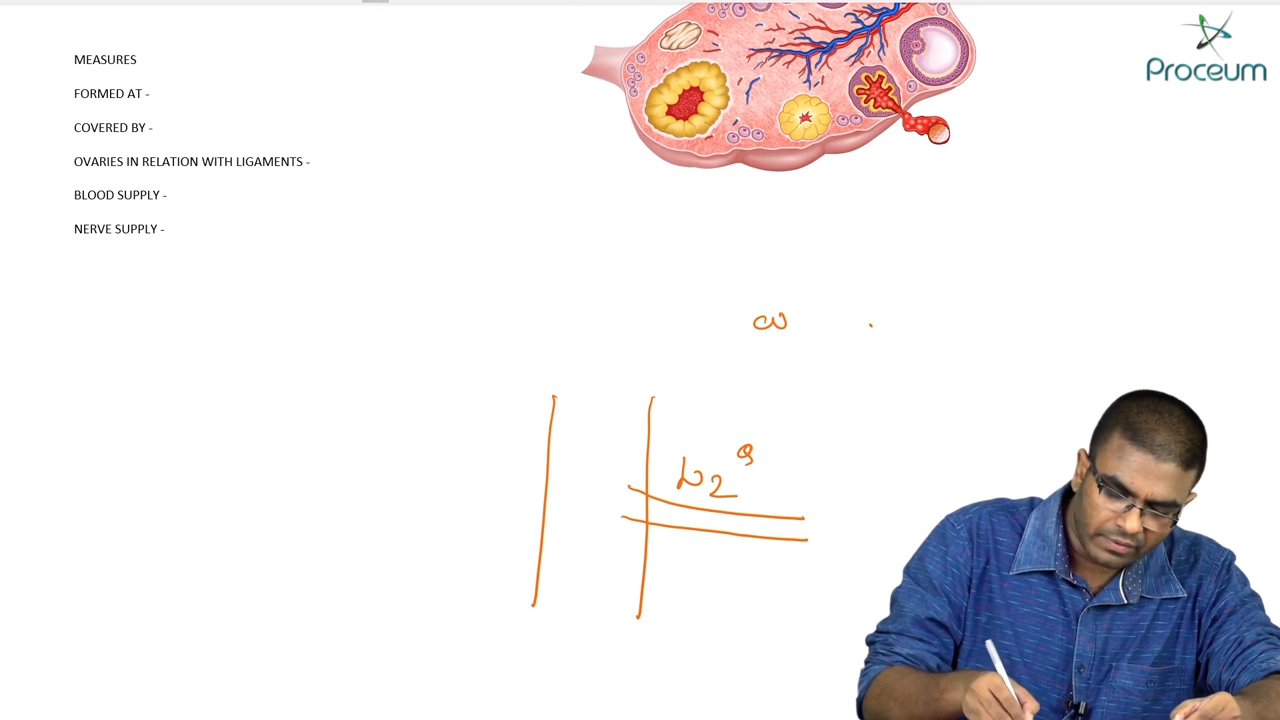 MEASURES
FORMED AT -
COVERED BY -
OVARIES IN RELATION WITH LIGAMENTS -
BLOOD SUPPLY -
NERVE SUPPLY -
Proceum